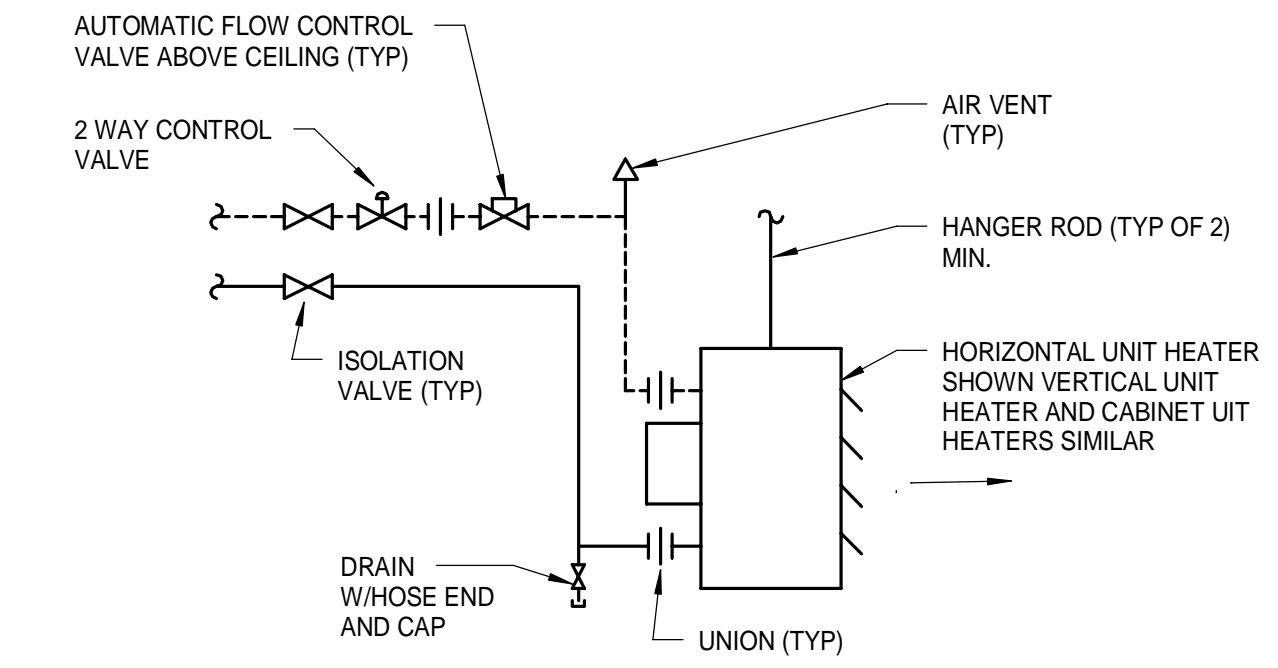 AUTOMATIC FLOW CONTROL
VALVE ABOVE CEILING (TYP)
2 WAY CONTROL
VALVE
AIR VENT
(TYP)
HANGER ROD (TYP OF 2)
MIN.
ISOLATION
VALVE (TYP)
HORIZONTAL UNIT HEATER
SHOWN VERTICAL UNIT
HEATER AND CABINET UIT
HEATERS SIMILAR
DRAIN
W/HOSE END
AND CAP
UNION (TYP)